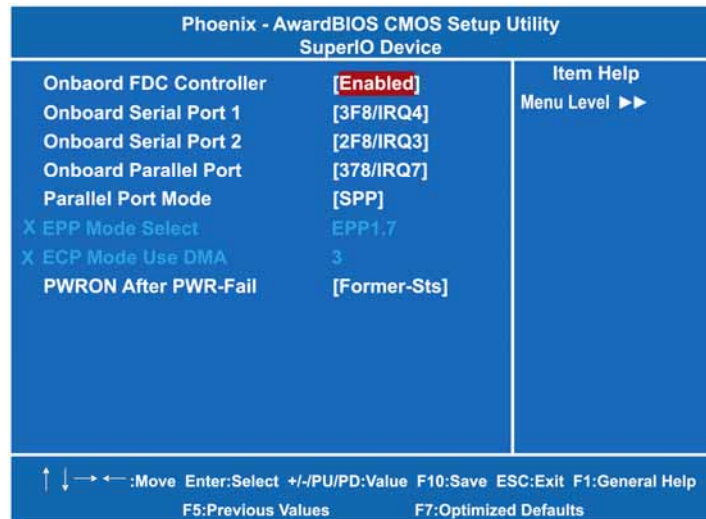 Phoenix - AwardBIOS CMOS Setup Utility
SuperIO Device
Onbaord FDC Controller [Enabled]
Onboard Serial Port 1 [3F8/IRQ4]
Onboard Serial Port 2 [2F8/IRQ3]
Onboard Parallel Port [378/IRQ7]
Parallel Port Mode [SPP]
X EPP Mode Select EPP1.7
X ECP Mode Use DMA 3
PWRON After PWR-Fail [Former-Sts]
Item Help
Menu Level ►►
↑ ↓ → ← :Move Enter:Select +/-/PU/PD:Value F10:Save ESC:Exit F1:General Help
F5:Previous Values F7:Optimized Defaults